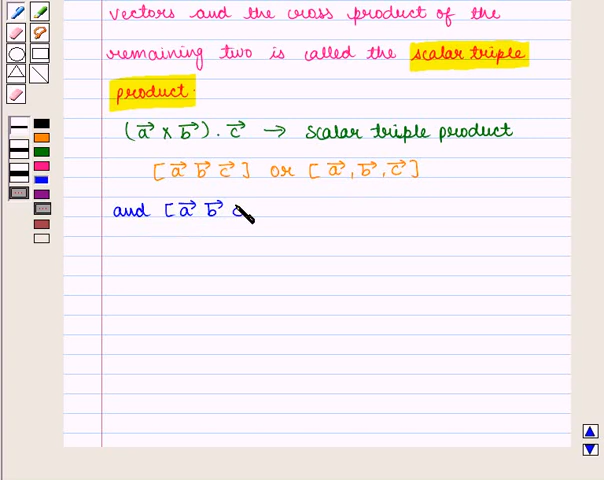 vectors and the cross product of the
remaining two is called the scalar triple
product.
(a⃗ × b⃗) . c⃗ → scalar triple product
[ a⃗ b⃗ c⃗ ] or [ a⃗, b⃗, c⃗ ]
and [ a⃗ b⃗ c